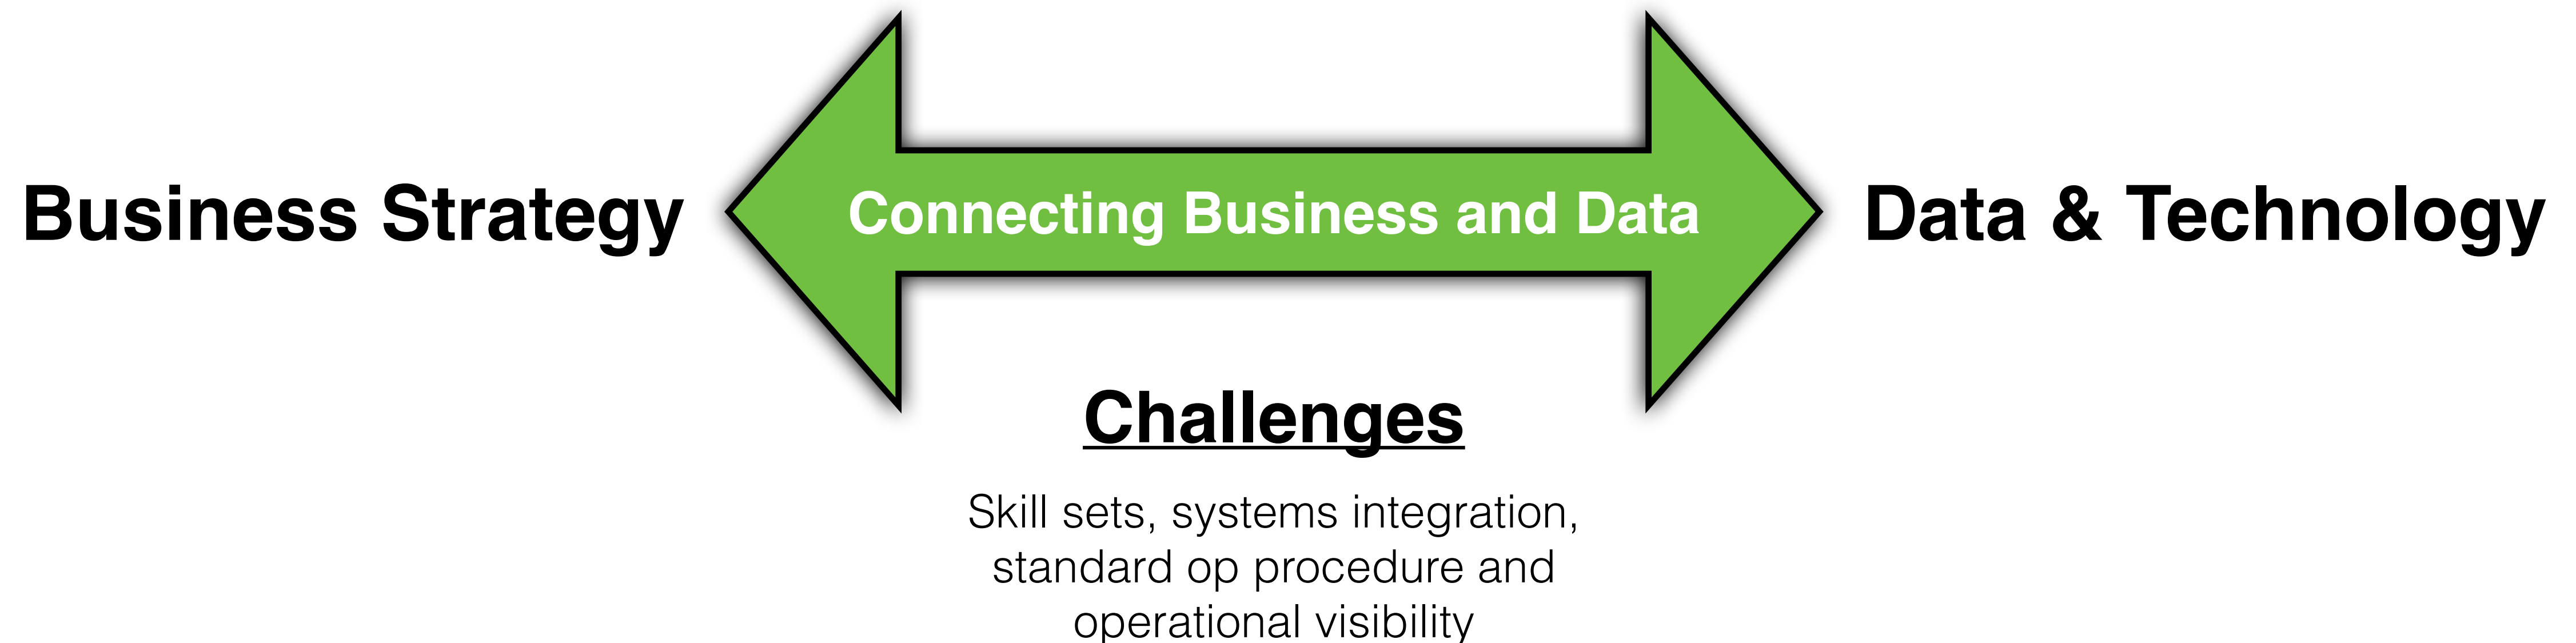 Business Strategy
Connecting Business and Data
Data & Technology
Challenges
Skill sets, systems integration,
standard op procedure and
operational visibility